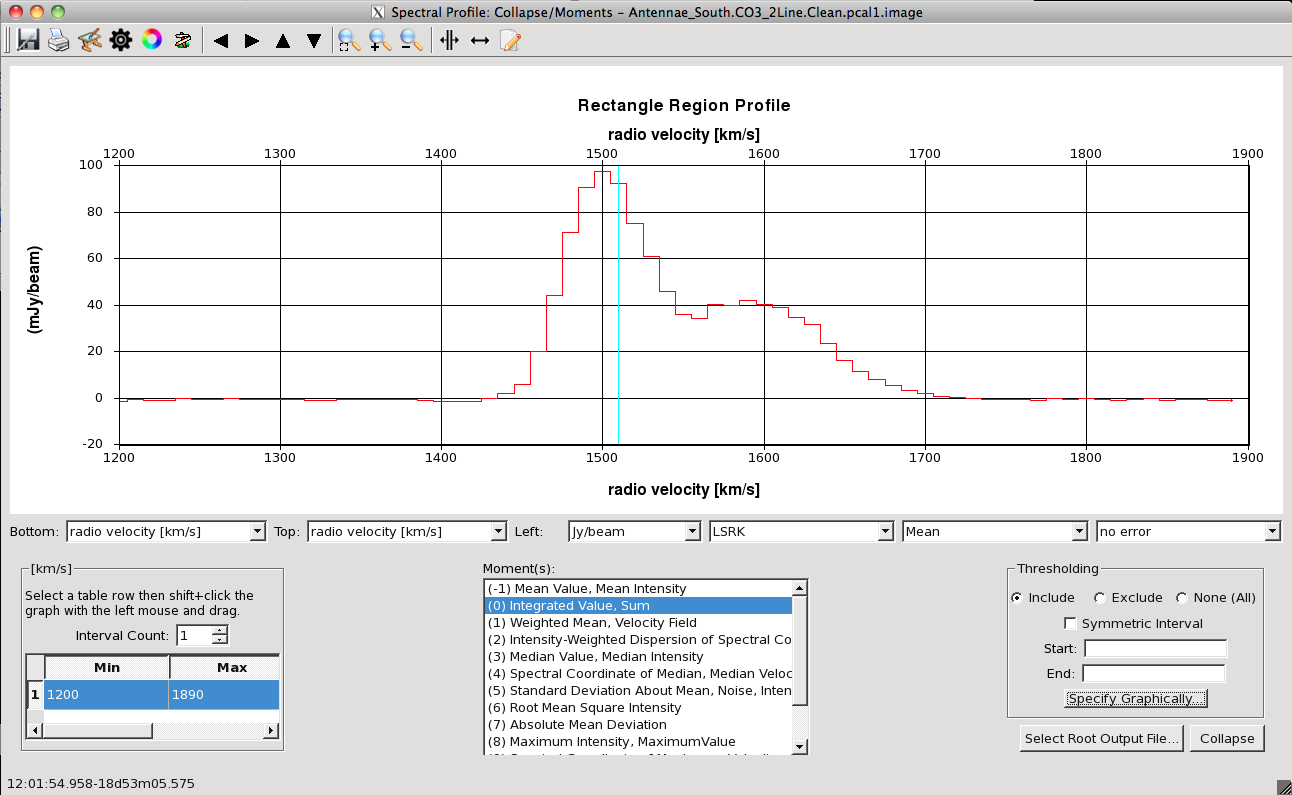 Spectral Profile: Collapse/Moments - Antennae_South.CO3_2Line.Clean.pcal1.image
Rectangle Region Profile
radio velocity [km/s]
1200 1300 1400 1500 1600 1700 1800 1900
100
80
60
40
20
0
-20
(mJy/beam)
1200 1300 1400 1500 1600 1700 1800 1900
radio velocity [km/s]
Bottom: radio velocity [km/s] Top: radio velocity [km/s] Left: Jy/beam LSRK Mean no error
[km/s]
Select a table row then shift+click the
graph with the left mouse and drag.
Interval Count: 1
Min Max
1 1200 1890
Moment(s):
(-1) Mean Value, Mean Intensity
(0) Integrated Value, Sum
(1) Weighted Mean, Velocity Field
(2) Intensity-Weighted Dispersion of Spectral Co
(3) Median Value, Median Intensity
(4) Spectral Coordinate of Median, Median Veloc
(5) Standard Deviation About Mean, Noise, Inten
(6) Root Mean Square Intensity
(7) Absolute Mean Deviation
(8) Maximum Intensity, MaximumValue
Thresholding
Include Exclude None (All)
Symmetric Interval
Start:
End:
Specify Graphically...
Select Root Output File... Collapse
12:01:54.958-18d53m05.575